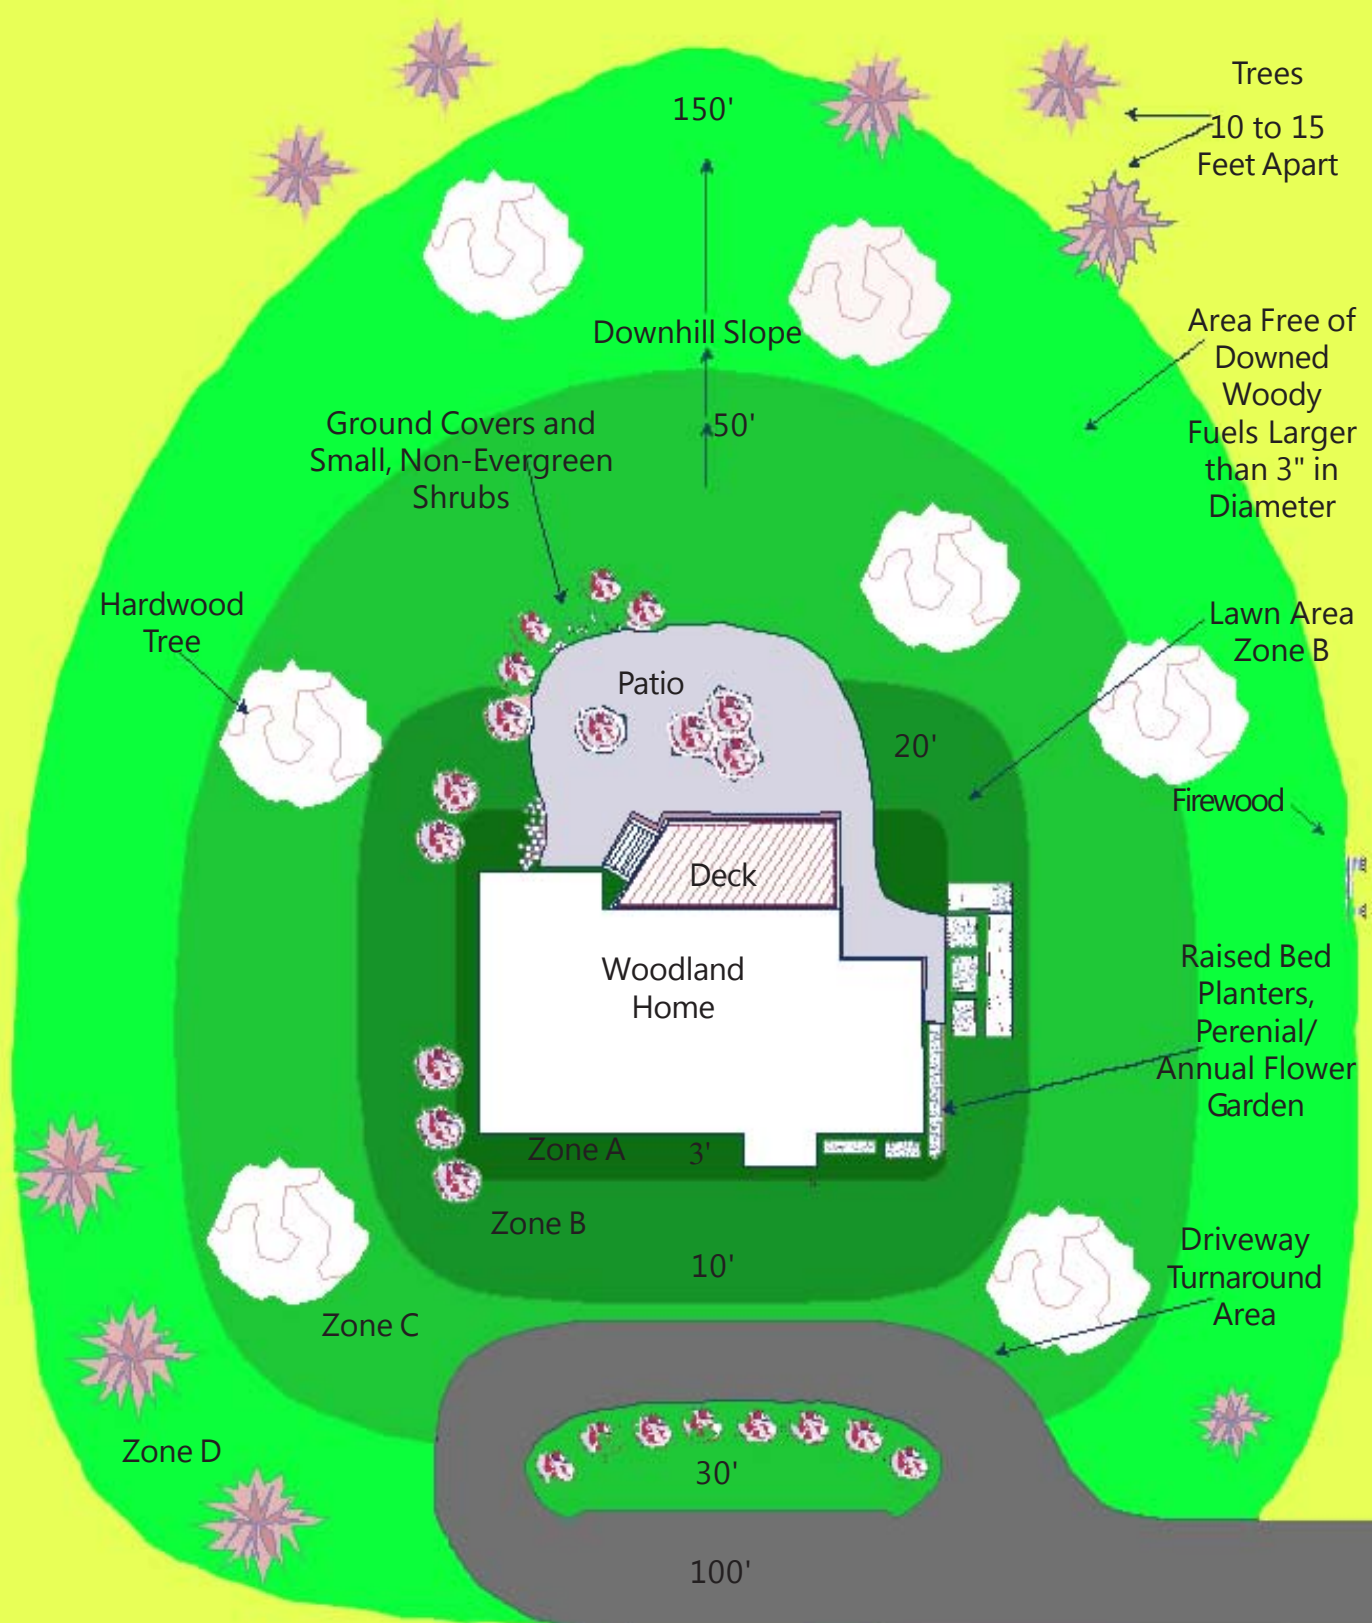 Trees
10 to 15
Feet Apart
150'
Downhill Slope
Area Free of
Downed
Woody
Fuels Larger
than 3" in
Diameter
50'
Ground Covers and
Small, Non-Evergreen
Shrubs
Hardwood
Tree
Lawn Area
Zone B
Patio
20'
Firewood
Deck
Woodland
Home
Raised Bed
Planters,
Perenial/
Annual Flower
Garden
Zone A
3'
Zone B
10'
Driveway
Turnaround
Area
Zone C
Zone D
30'
100'